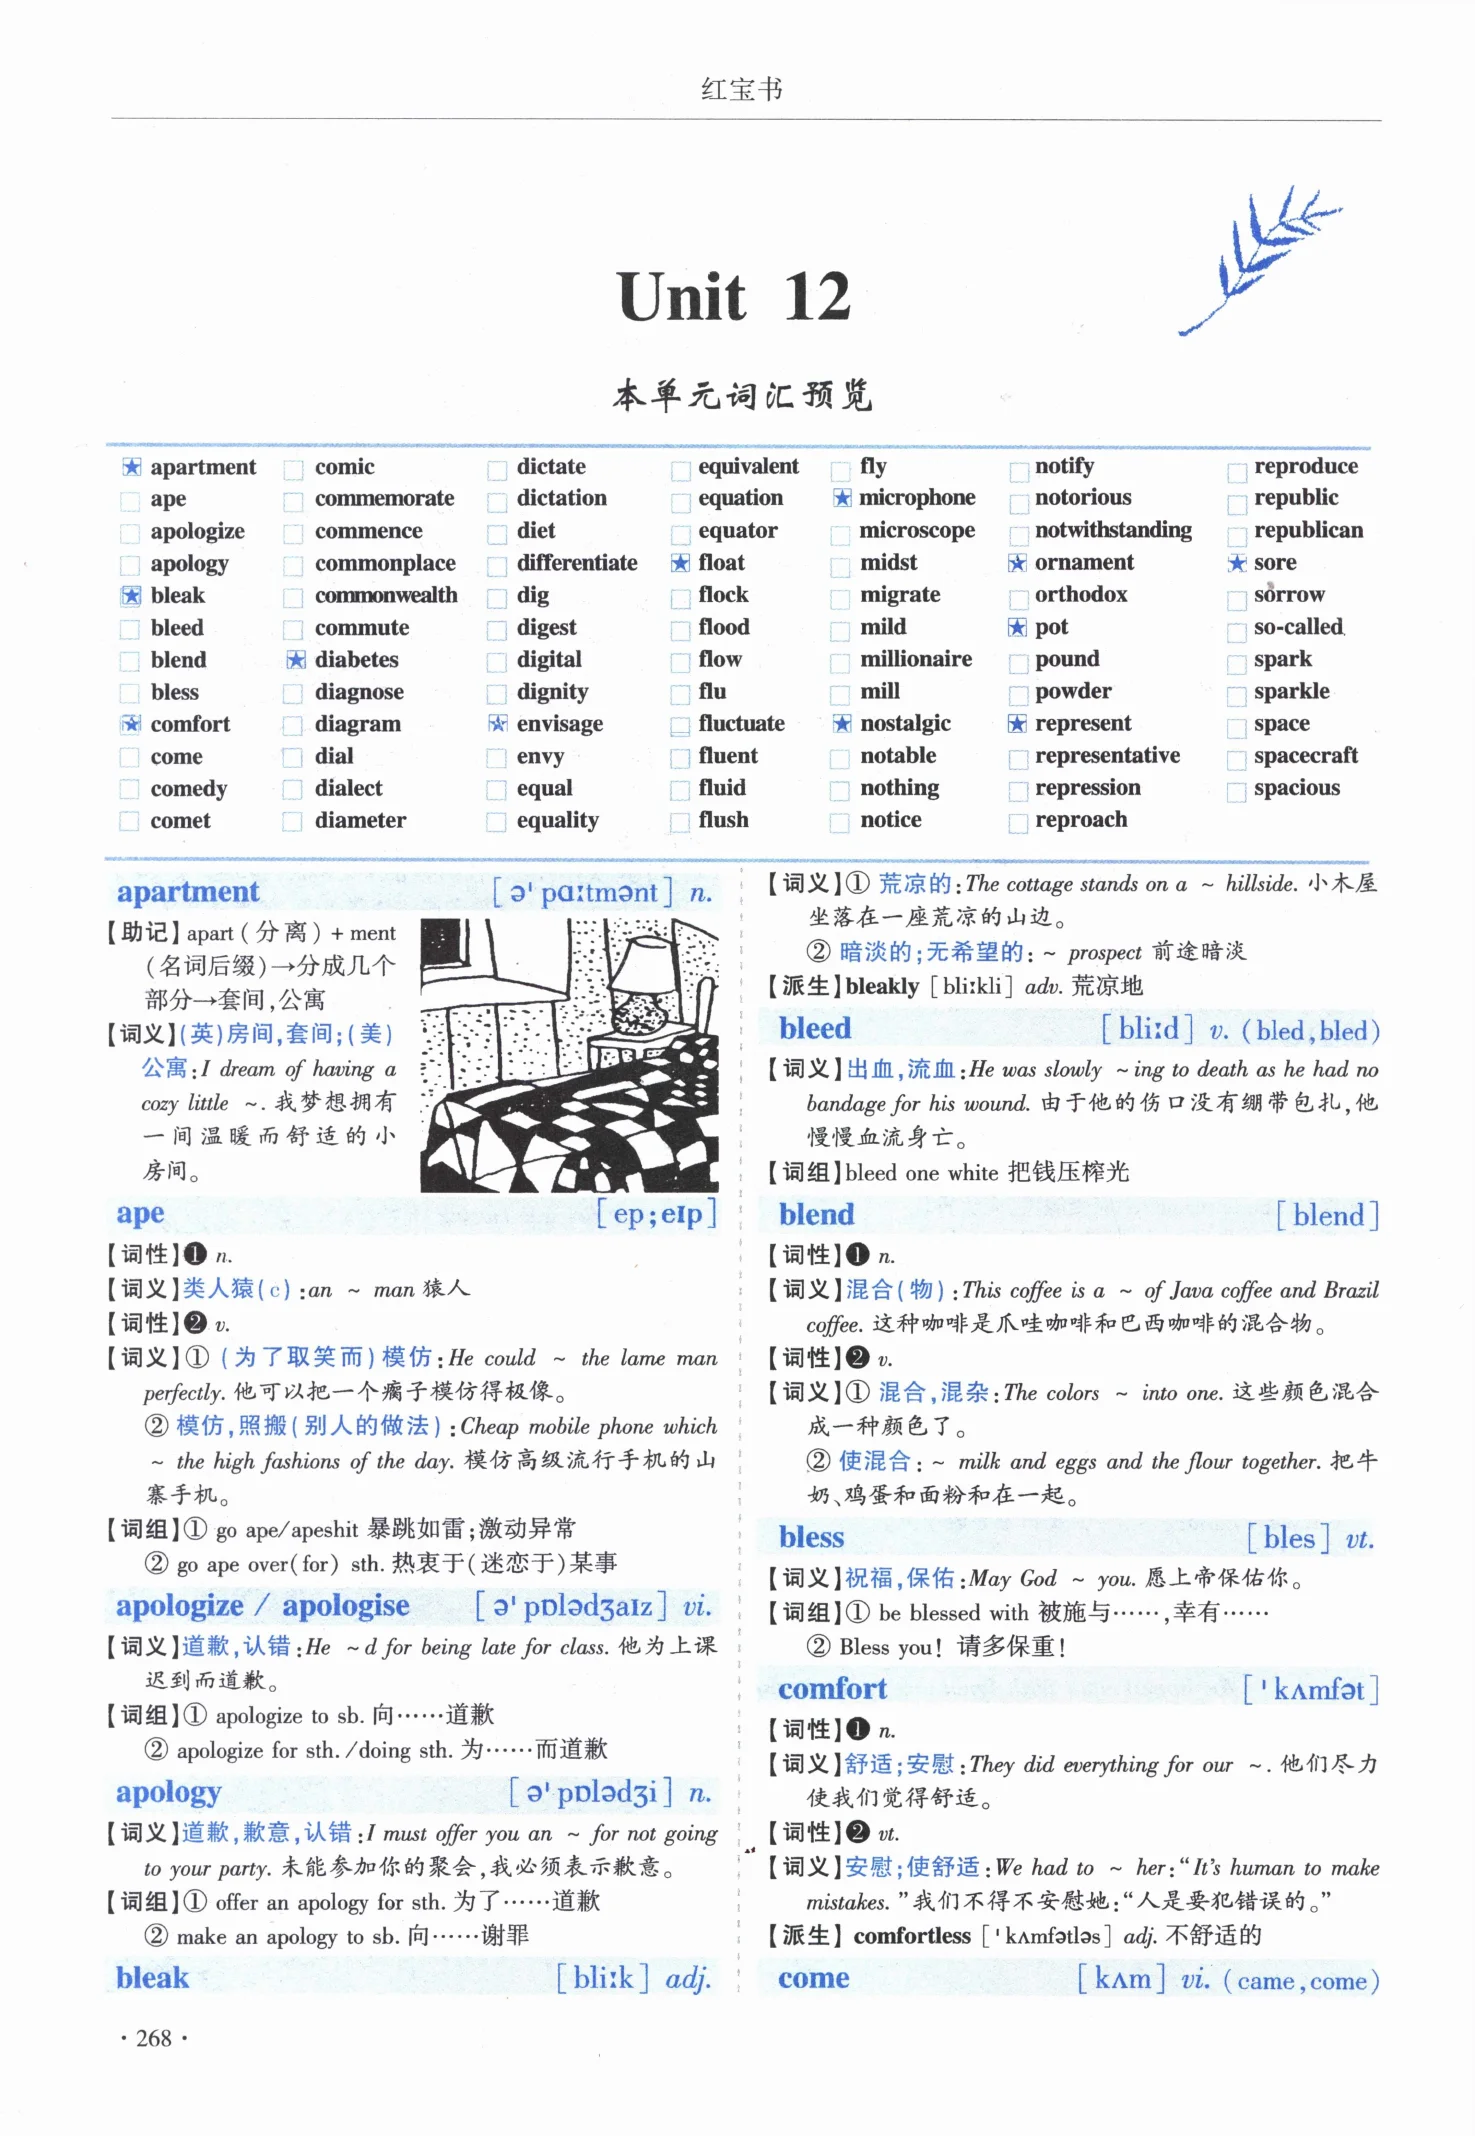 红宝书
Unit 12
本单元词汇预览
apartment comic dictate equivalent fly notify reproduce
ape commemorate dictation equation microphone notorious republic
apologize commence diet equator microscope notwithstanding republican
apology commonplace differentiate float midst ornament sore
bleak commonwealth dig flock migrate orthodox sorrow
bleed commute digest flood mild pot so-called
blend diabetes digital flow millionaire pound spark
bless diagnose dignity flu mill powder sparkle
comfort diagram envisage fluctuate nostalgic represent space
come dial envy fluent notable representative spacecraft
comedy dialect equal fluid nothing repression spacious
comet diameter equality flush notice reproach
apartment [ə'pɑːtmənt] n.
【助记】apart(分离)+ment
(名词后缀)→分成几个
部分→套间,公寓
【词义】(英)房间,套间;(美)
公寓:I dream of having a
cozy little ~. 我梦想拥有
一间温暖而舒适的小
房间。
ape [ep;eɪp]
【词性】❶ n.
【词义】类人猿(c):an ~ man 猿人
【词性】❷ v.
【词义】①(为了取笑而)模仿:He could ~ the lame man
perfectly. 他可以把一个瘸子模仿得极像。
② 模仿,照搬(别人的做法):Cheap mobile phone which
~ the high fashions of the day. 模仿高级流行手机的山
寨手机。
【词组】① go ape/apeshit 暴跳如雷;激动异常
② go ape over(for) sth. 热衷于(迷恋于)某事
apologize / apologise [ə'pɒlədʒaɪz] vi.
【词义】道歉,认错:He ~d for being late for class. 他为上课
迟到而道歉。
【词组】① apologize to sb. 向……道歉
② apologize for sth./doing sth. 为……而道歉
apology [ə'pɒlədʒi] n.
【词义】道歉,歉意,认错:I must offer you an ~ for not going
to your party. 未能参加你的聚会,我必须表示歉意。
【词组】① offer an apology for sth. 为了……道歉
② make an apology to sb. 向……谢罪
bleak [bliːk] adj.
【词义】① 荒凉的:The cottage stands on a ~ hillside. 小木屋
坐落在一座荒凉的山边。
② 暗淡的;无希望的:~ prospect 前途暗淡
【派生】bleakly [bliːkli] adv. 荒凉地
bleed [bliːd] v. (bled,bled)
【词义】出血,流血:He was slowly ~ing to death as he had no
bandage for his wound. 由于他的伤口没有绷带包扎,他
慢慢血流身亡。
【词组】bleed one white 把钱压榨光
blend [blend]
【词性】❶ n.
【词义】混合(物):This coffee is a ~ of Java coffee and Brazil
coffee. 这种咖啡是爪哇咖啡和巴西咖啡的混合物。
【词性】❷ v.
【词义】① 混合,混杂:The colors ~ into one. 这些颜色混合
成一种颜色了。
② 使混合:~ milk and eggs and the flour together. 把牛
奶、鸡蛋和面粉和在一起。
bless [bles] vt.
【词义】祝福,保佑:May God ~ you. 愿上帝保佑你。
【词组】① be blessed with 被施与……,幸有……
② Bless you! 请多保重!
comfort ['kʌmfət]
【词性】❶ n.
【词义】舒适;安慰:They did everything for our ~. 他们尽力
使我们觉得舒适。
【词性】❷ vt.
【词义】安慰;使舒适:We had to ~ her:“It's human to make
mistakes.”我们不得不安慰她:“人是要犯错误的。”
【派生】comfortless ['kʌmfətləs] adj. 不舒适的
come [kʌm] vi. (came,come)
· 268 ·